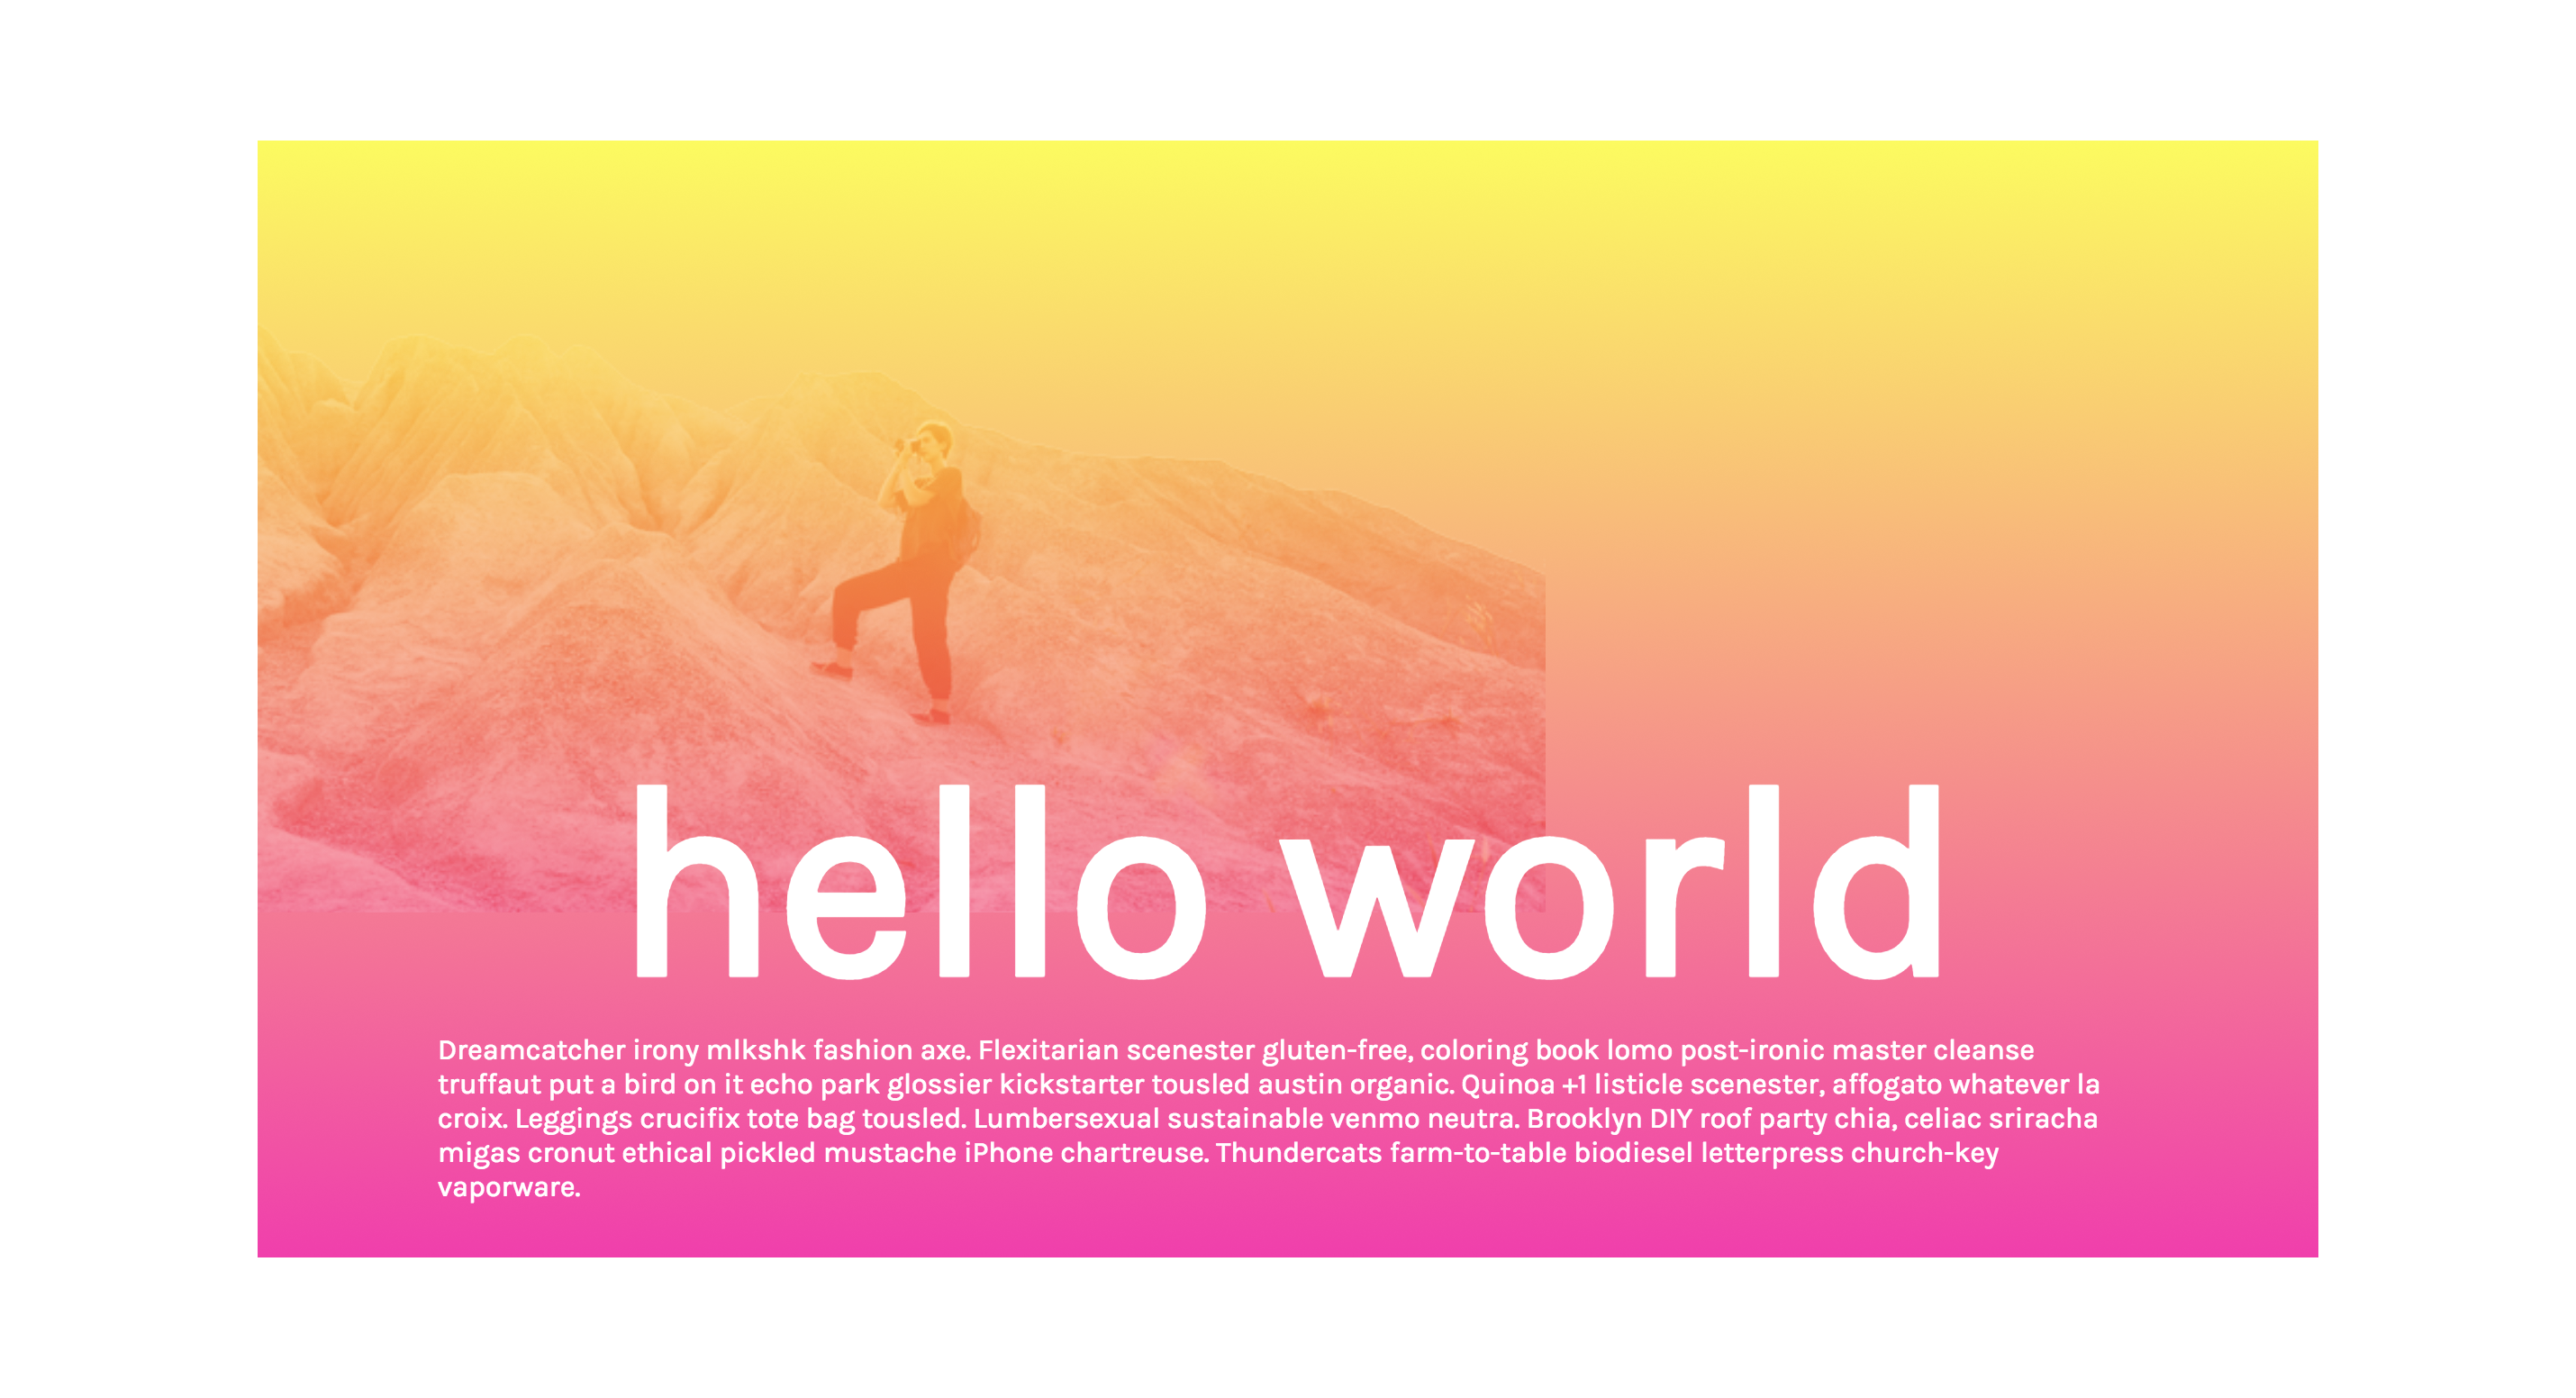 hello world
Dreamcatcher irony mlkshk fashion axe. Flexitarian scenester gluten-free, coloring book lomo post-ironic master cleanse
truffaut put a bird on it echo park glossier kickstarter tousled austin organic. Quinoa +1 listicle scenester, affogato whatever la
croix. Leggings crucifix tote bag tousled. Lumbersexual sustainable venmo neutra. Brooklyn DIY roof party chia, celiac sriracha
migas cronut ethical pickled mustache iPhone chartreuse. Thundercats farm-to-table biodiesel letterpress church-key
vaporware.